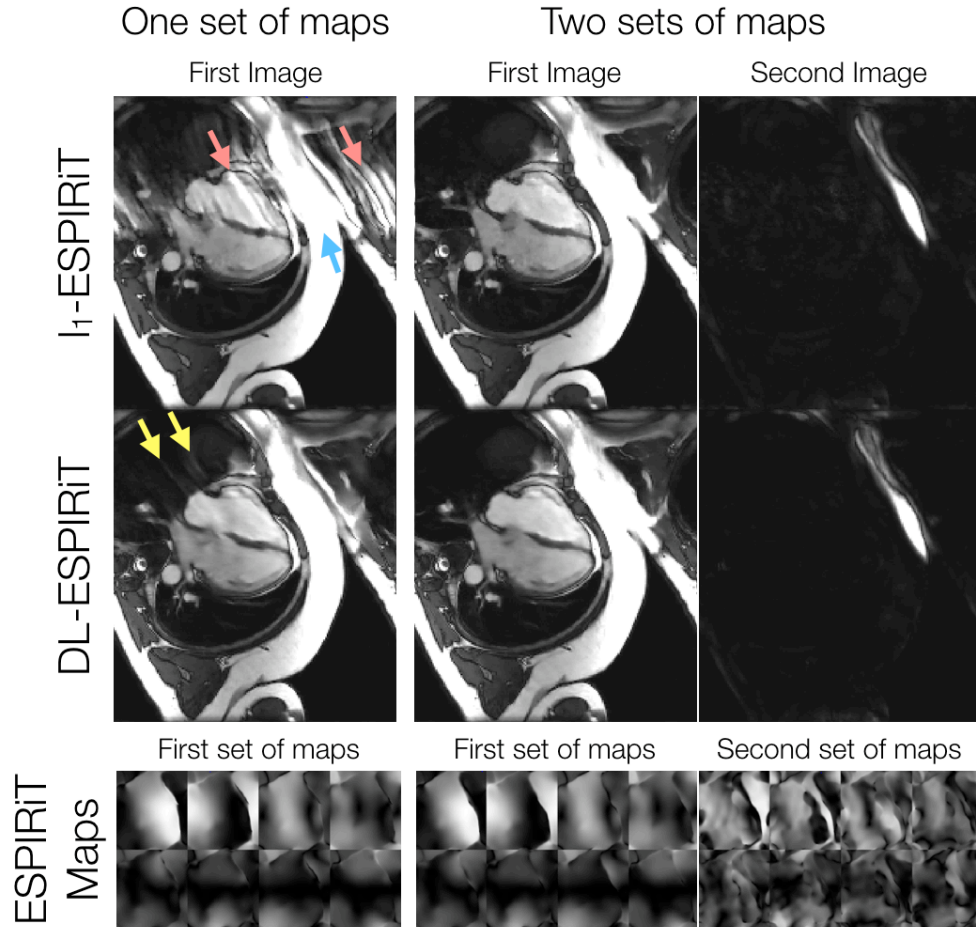 One set of maps
Two sets of maps
First Image
First Image
Second Image
l₁-ESPIRiT
DL-ESPIRiT
First set of maps
First set of maps
Second set of maps
ESPIRiT
Maps